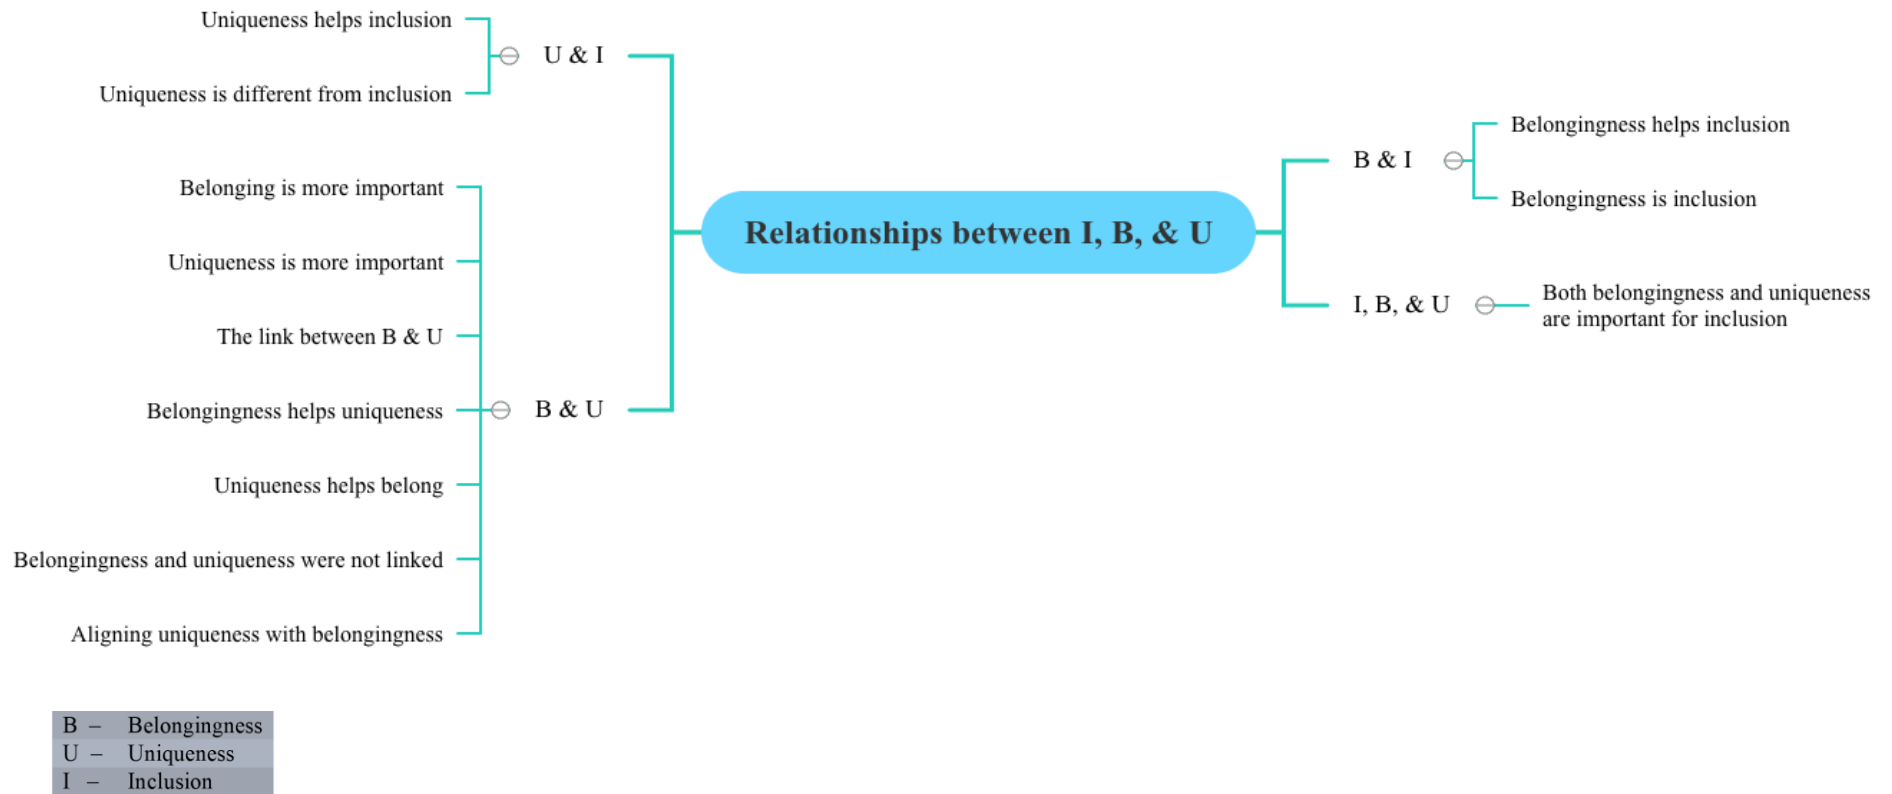 Uniqueness helps inclusion
U & I
Uniqueness is different from inclusion
Belonging is more important
Uniqueness is more important
The link between B & U
Belongingness helps uniqueness
B & U
Uniqueness helps belong
Belongingness and uniqueness were not linked
Aligning uniqueness with belongingness
Relationships between I, B, & U
Belongingness helps inclusion
B & I
Belongingness is inclusion
I, B, & U
Both belongingness and uniqueness
are important for inclusion
B – Belongingness
U – Uniqueness
I – Inclusion